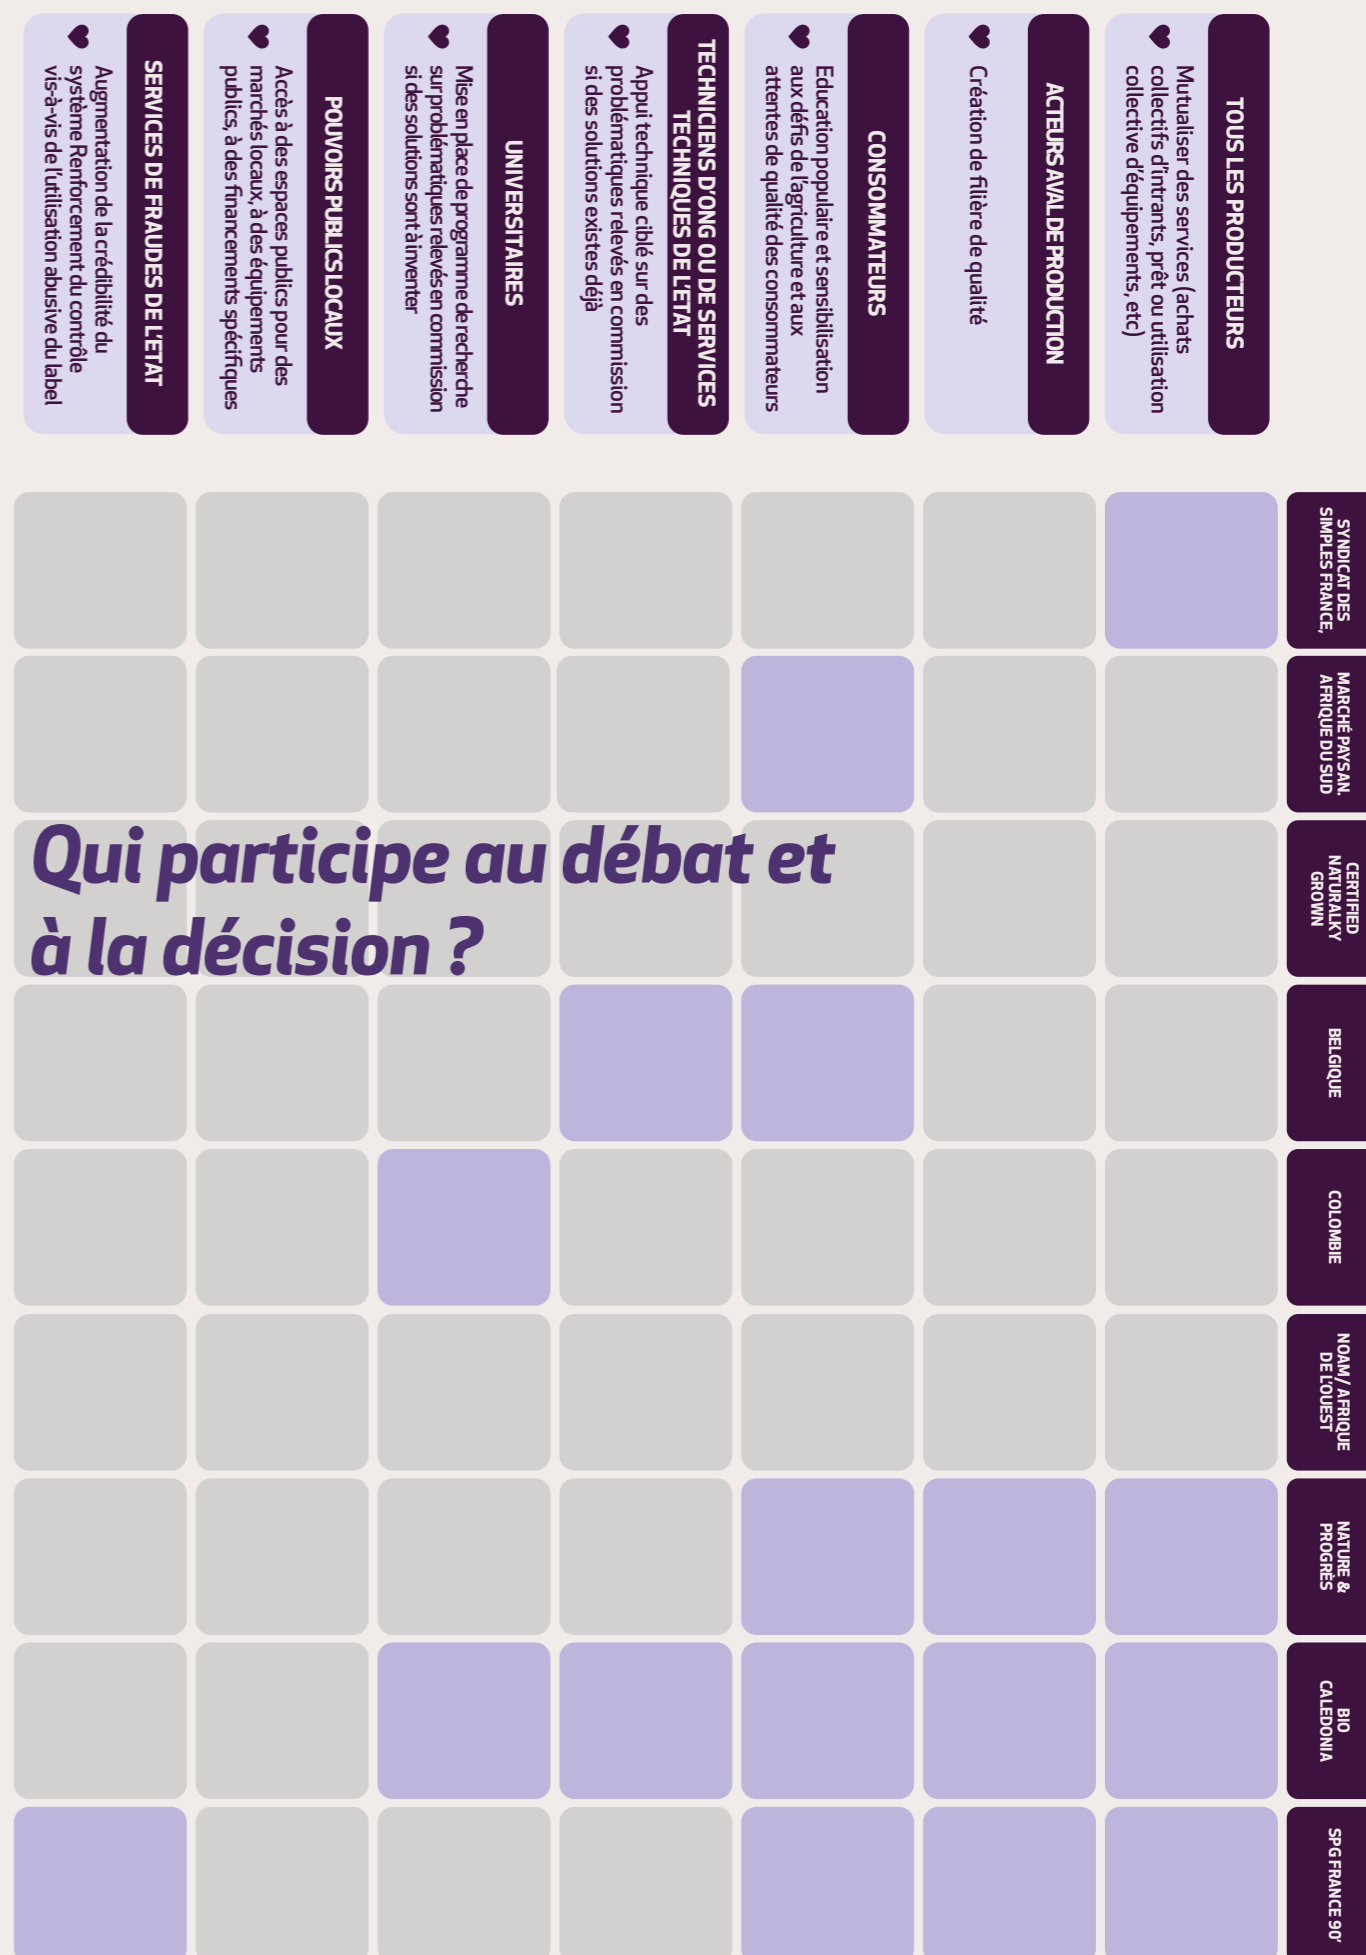 Qui participe au débat et
à la décision ?
SYNDICAT DES
SIMPLES FRANCE,
MARCHÉ PAYSAN.
AFRIQUE DU SUD
CERTIFIED
NATURALKY
GROWN
BELGIQUE
COLOMBIE
NOAM/ AFRIQUE
DE L'OUEST
NATURE &
PROGRÈS
BIO
CALEDONIA
SPG FRANCE 90'
TOUS LES PRODUCTEURS
Mutualiser des services (achats
collectifs d'intrants, prêt ou utilisation
collective d'équipements, etc)
ACTEURS AVAL DE PRODUCTION
Création de filière de qualité
CONSOMMATEURS
Education populaire et sensibilisation
aux défis de l'agriculture et aux
attentes de qualité des consommateurs
TECHNICIENS D'ONG OU DE SERVICES
TECHNIQUES DE L'ETAT
Appui technique ciblé sur des
problématiques relevés en commission
si des solutions existes déjà
UNIVERSITAIRES
Mise en place de programme de recherche
sur problématiques relevés en commission
si des solutions sont à inventer
POUVOIRS PUBLICS LOCAUX
Accès à des espaces publics pour des
marchés locaux, à des équipements
publics, à des financements spécifiques
SERVICES DE FRAUDES DE L'ETAT
Augmentation de la crédibilité du
système Renforcement du contrôle
vis-à-vis de l'utilisation abusive du label